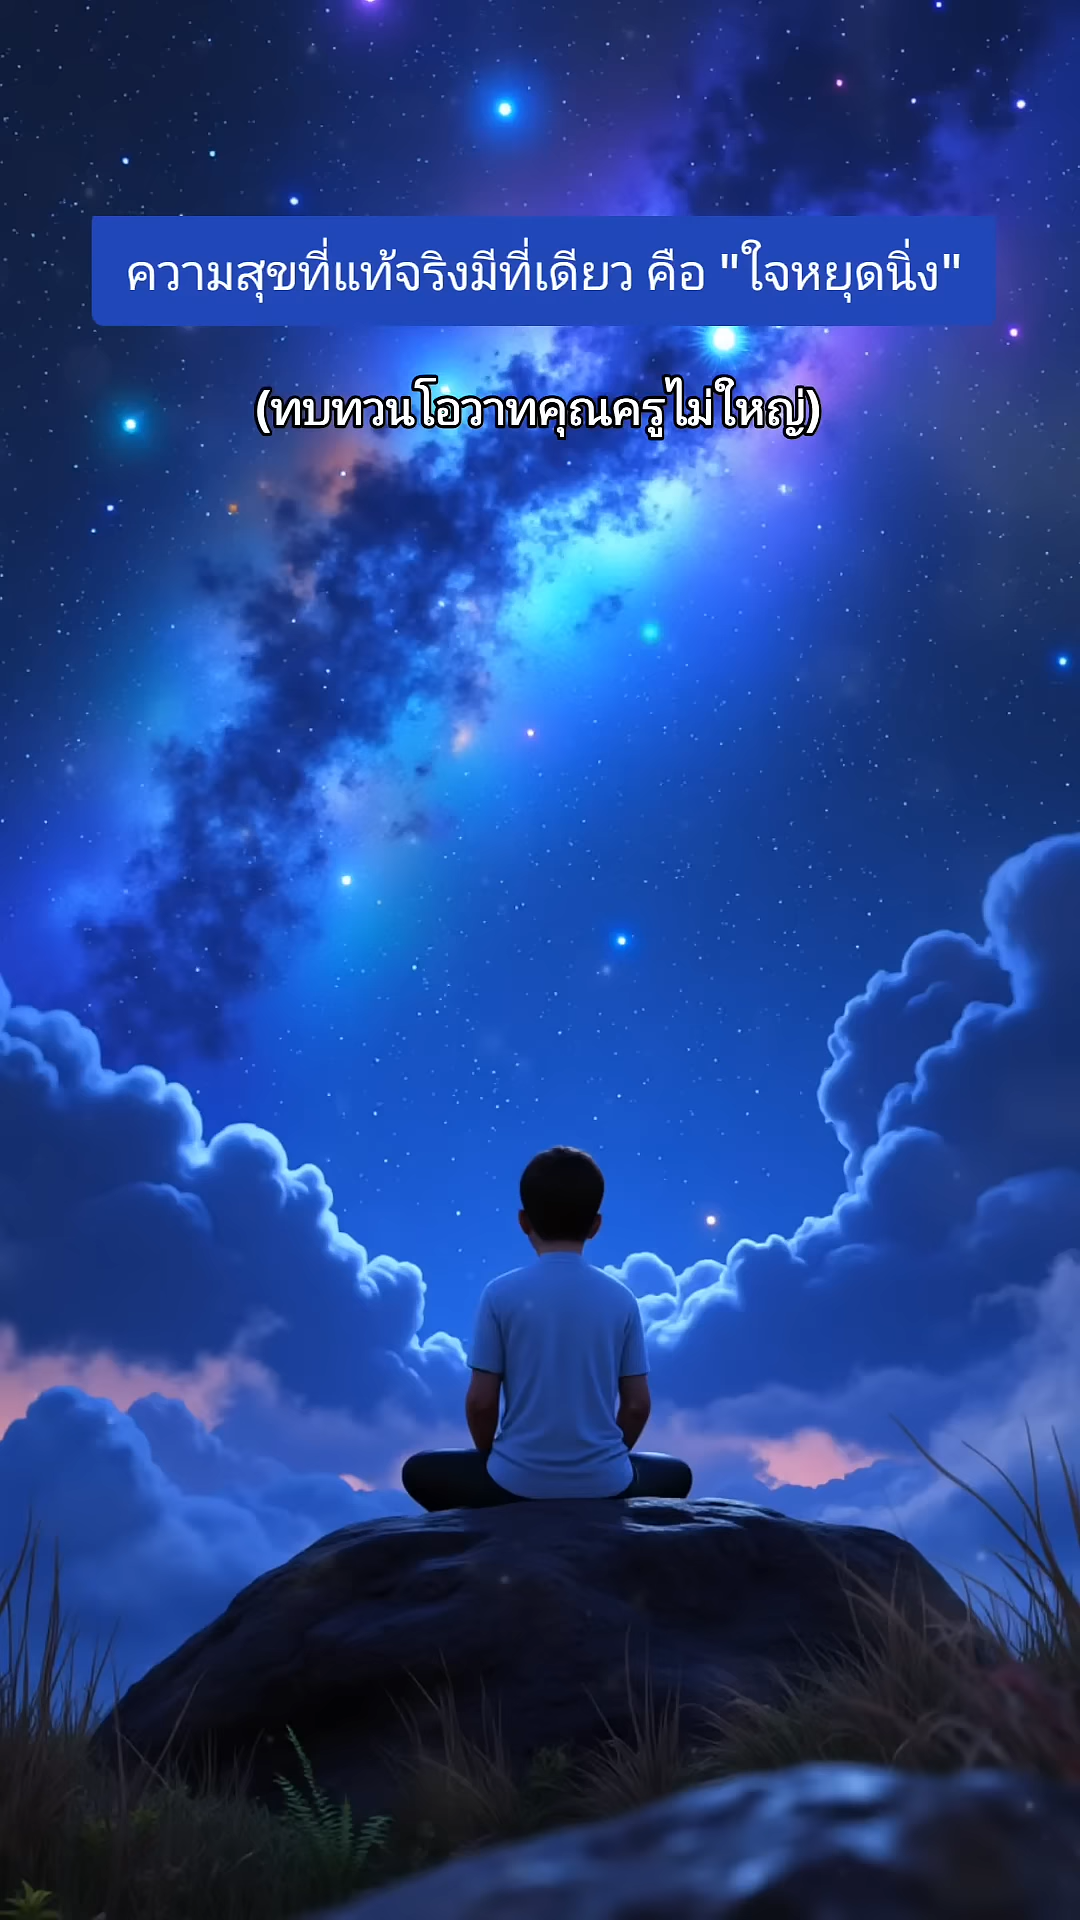 ความสุขที่แท้จริงมีที่เดียว คือ "ใจหยุดนิ่ง"
(ทบทวนโอวาทคุณครูไม่ใหญ่)